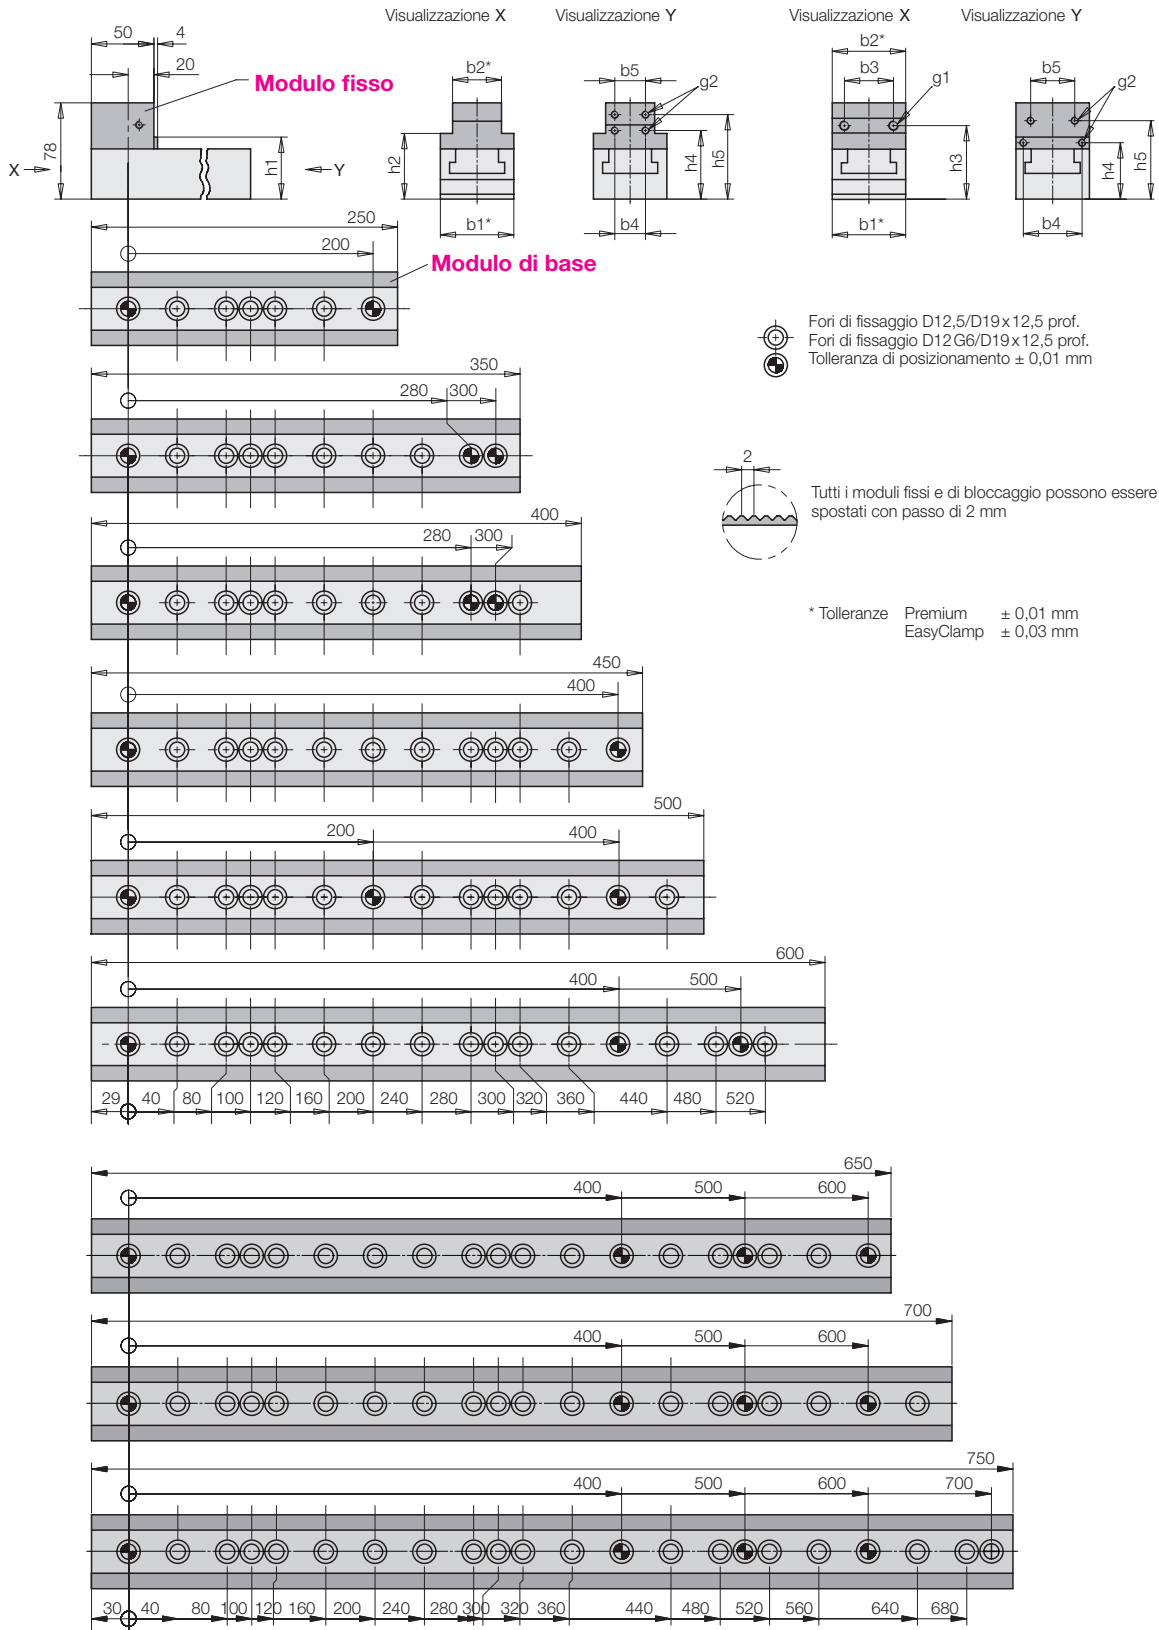 Visualizzazione X
Visualizzazione Y
Visualizzazione X
Visualizzazione Y
50
4
20
Modulo fisso
78
h1
X
Y
b2*
h2
b1*
b5
g2
h4
h5
b4
b2*
b3
g1
h3
b1*
b5
g2
h4
h5
b4
250
200
Modulo di base
Fori di fissaggio D12,5/D19x12,5 prof.
Fori di fissaggio D12G6/D19x12,5 prof.
Tolleranza di posizionamento ± 0,01 mm
350
280 300
2
Tutti i moduli fissi e di bloccaggio possono essere
spostati con passo di 2 mm
400
280 300
* Tolleranze Premium ± 0,01 mm
EasyClamp ± 0,03 mm
450
400
500
200 400
600
400 500
29 40 80 100 120 160 200 240 280 300 320 360 440 480 520
650
400 500 600
700
400 500 600
750
400 500 600 700
30 40 80 100 120 160 200 240 280 300 320 360 440 480 520 560 640 680